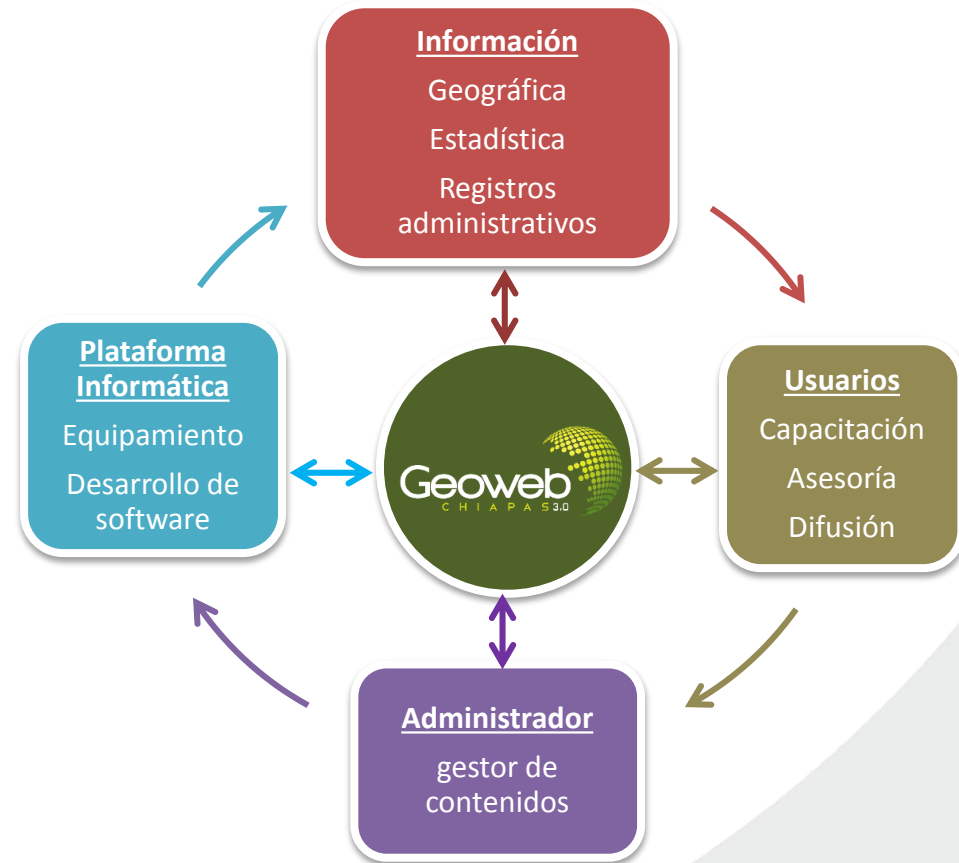 Información
Geográfica
Estadística
Registros
administrativos
Plataforma
Informática
Equipamiento
Desarrollo de
software
Geoweb
CHIAPAS 3.0
Usuarios
Capacitación
Asesoría
Difusión
Administrador
gestor de
contenidos